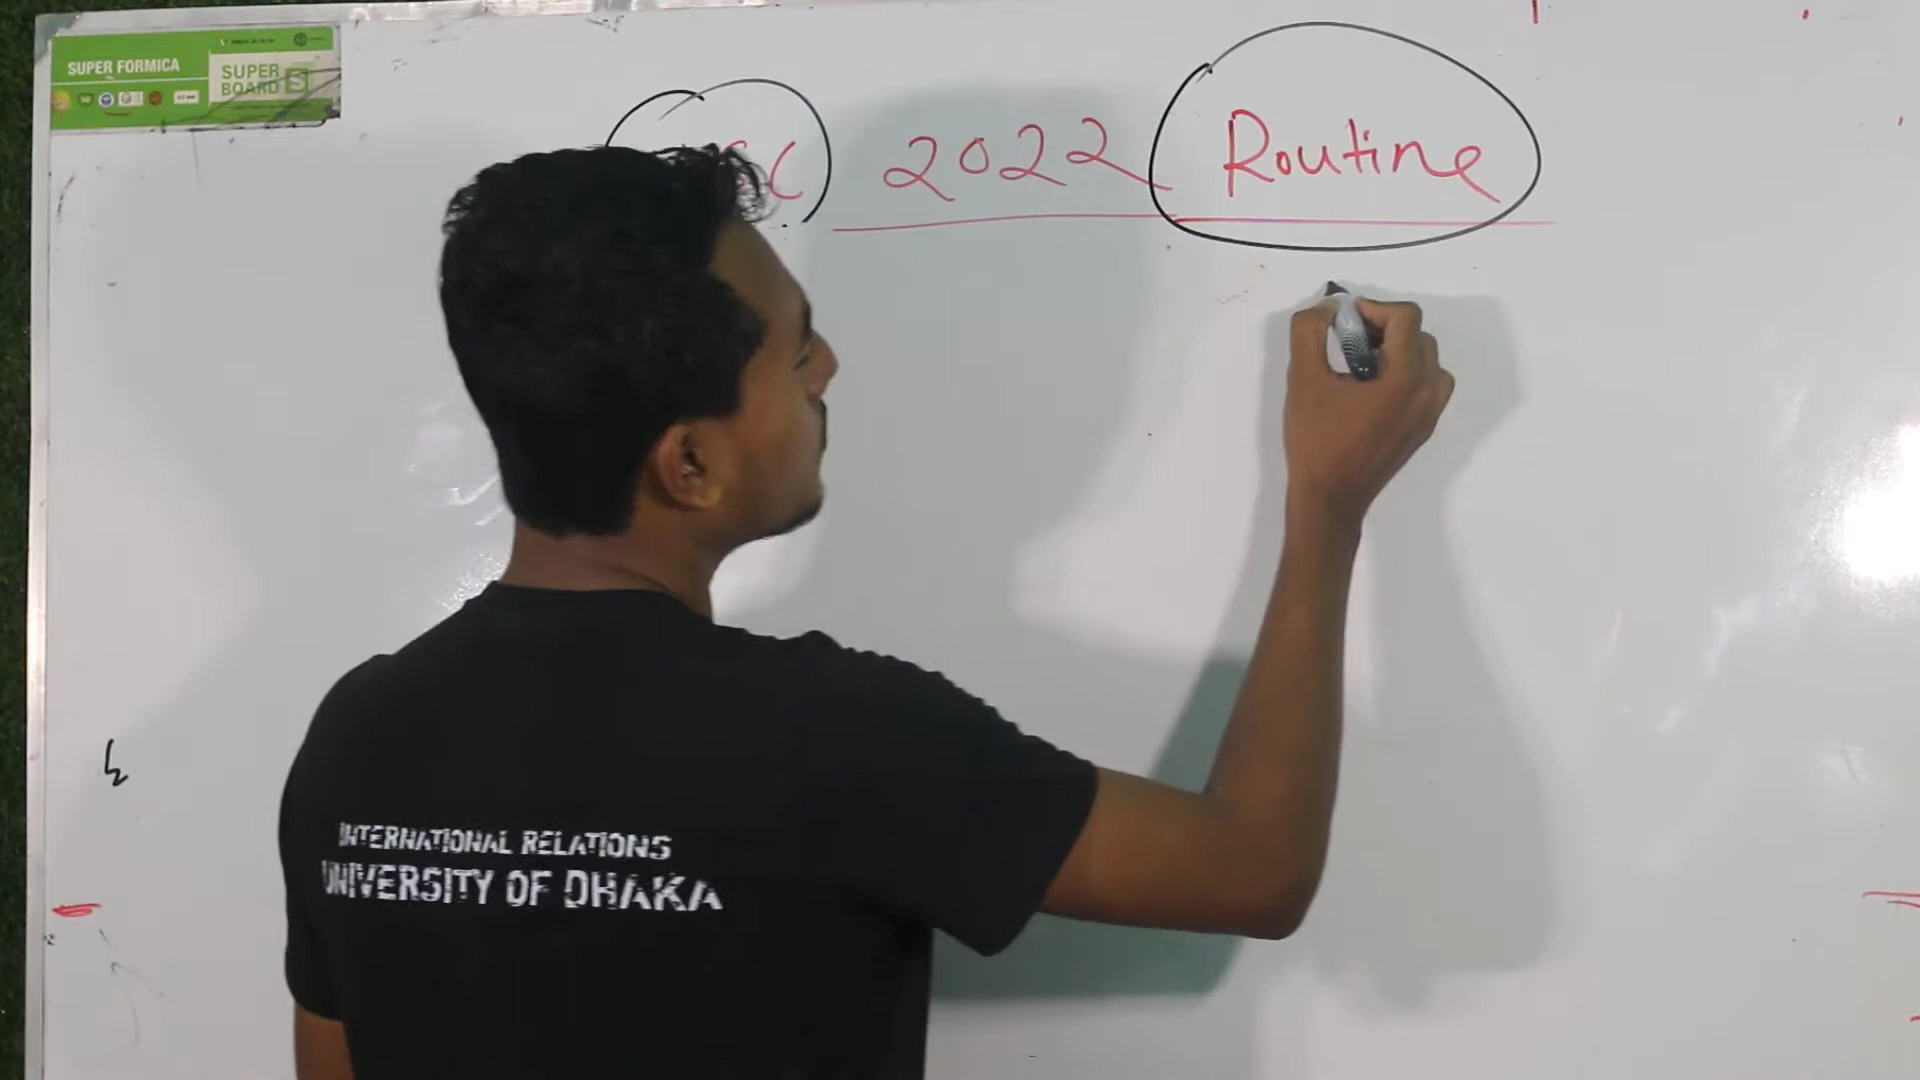 SUPER FORMICA
SUPER
BOARD S
2022 Routine
INTERNATIONAL RELATIONS
UNIVERSITY OF DHAKA